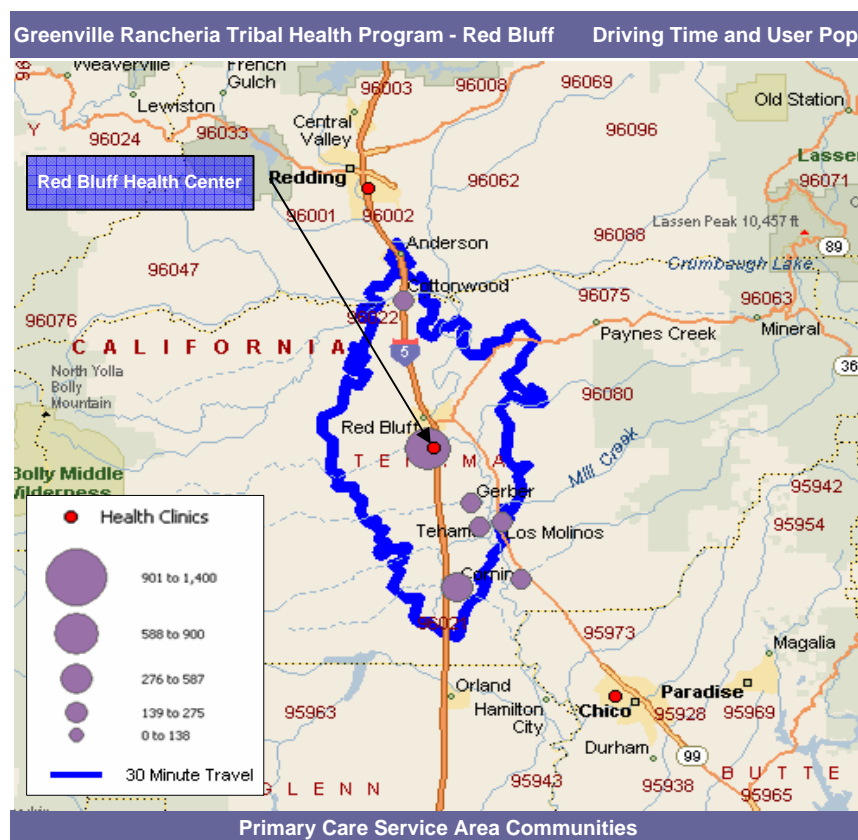 Greenville Rancheria Tribal Health Program - Red Bluff Driving Time and User Pop
Weaverville
French
Gulch
96003
96008
96069
Lewiston
Old Station
Central
Valley
Y
96024
96033
96096
Lasse
Red Bluff Health Center
Redding
96062
96071
96001
96002
Lassen Peak 10,457 ft
Anderson
96088
89
Crumbaugh Lake
96047
Cottonwood
96075
96063
96076
96022
Paynes Creek
Mineral
CALIFORNIA
5
36
North Yolla
Bolly
Mountain
96080
Red Bluff
TEHAMA
Mill Creek
Bolly Middle
Wilderness
95942
Gerber
95954
Tehama
Los Molinos
Corning
96021
95973
Magalia
Orland
Paradise
Hamilton
City
95963
Chico
95928
95969
Durham
99
BUTTE
GLENN
95943
95938
95965
Health Clinics
901 to 1,400
588 to 900
276 to 587
139 to 275
0 to 138
30 Minute Travel
Primary Care Service Area Communities